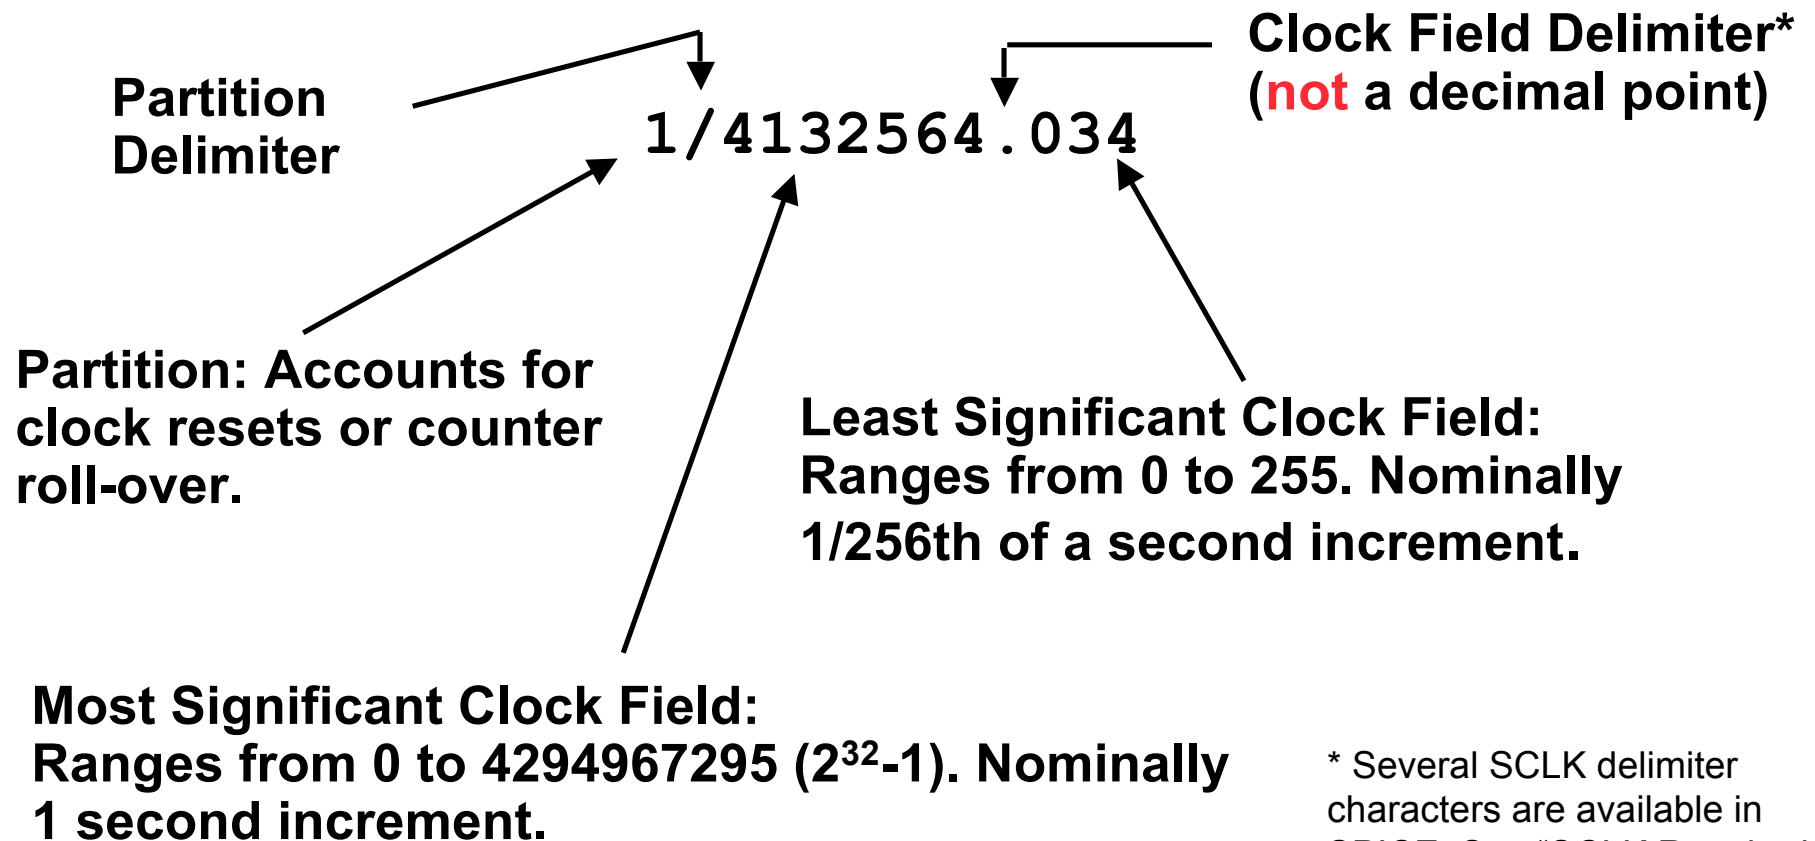 Partition
Delimiter
Clock Field Delimiter*
(not a decimal point)
1/4132564.034
Partition: Accounts for
clock resets or counter
roll-over.
Least Significant Clock Field:
Ranges from 0 to 255. Nominally
1/256th of a second increment.
Most Significant Clock Field:
Ranges from 0 to 4294967295 (2³²-1). Nominally
1 second increment.
* Several SCLK delimiter
characters are available in